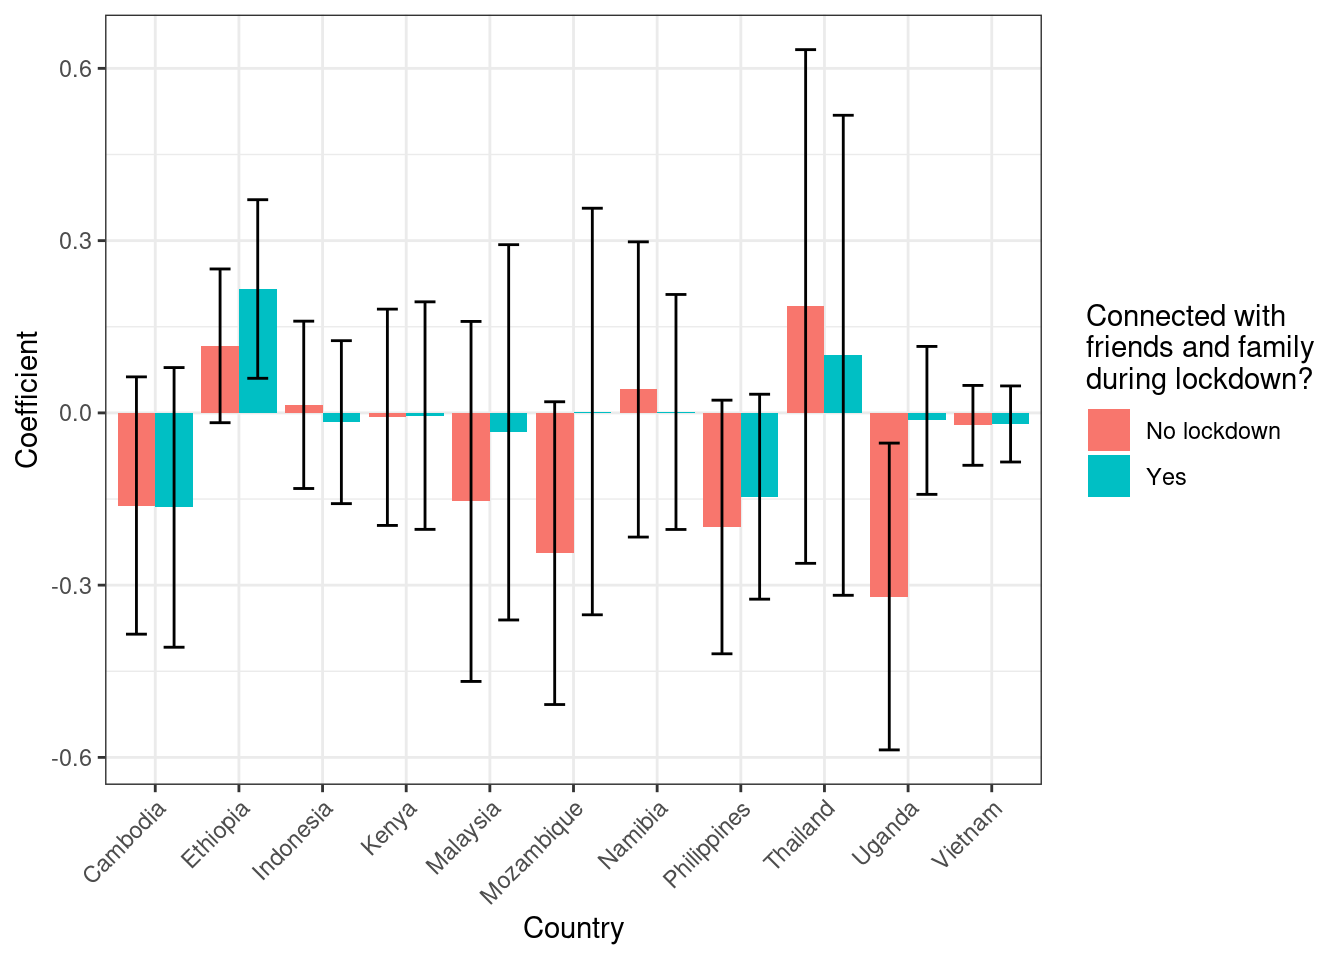 0.6
0.3
0.0
-0.3
-0.6
Coefficient
Cambodia
Ethiopia
Indonesia
Kenya
Malaysia
Mozambique
Namibia
Philippines
Thailand
Uganda
Vietnam
Country
Connected with
friends and family
during lockdown?
No lockdown
Yes